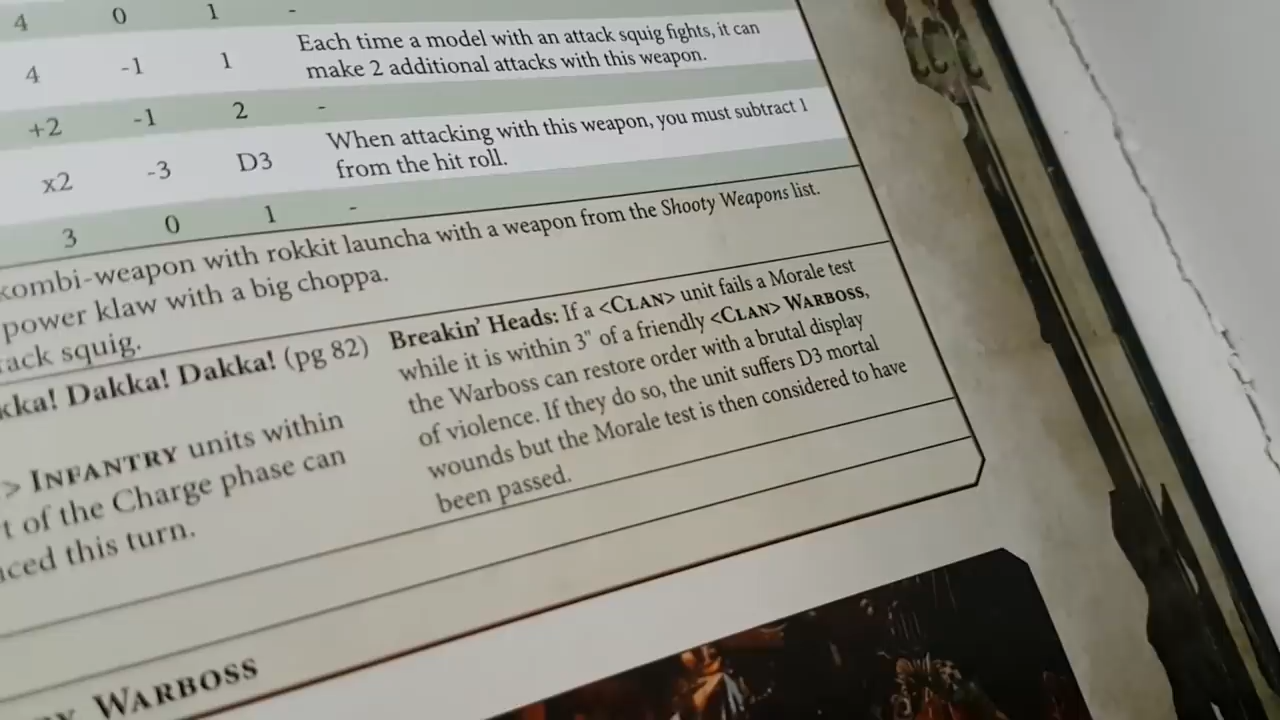 4 0 1 -
4 -1 1 Each time a model with an attack squig fights, it can
make 2 additional attacks with this weapon.
+2 -1 2 -
x2 -3 D3 When attacking with this weapon, you must subtract 1
from the hit roll.
3 0 1 -
kombi-weapon with rokkit launcha with a weapon from the Shooty Weapons list.
power klaw with a big choppa.
squig.
Dakka! Dakka! (pg 82)
> INFANTRY units within
of the Charge phase can
this turn.
Breakin' Heads: If a <CLAN> unit fails a Morale test
while it is within 3" of a friendly <CLAN> WARBOSS,
the Warboss can restore order with a brutal display
of violence. If they do so, the unit suffers D3 mortal
wounds but the Morale test is then considered to have
been passed.
WARBOSS